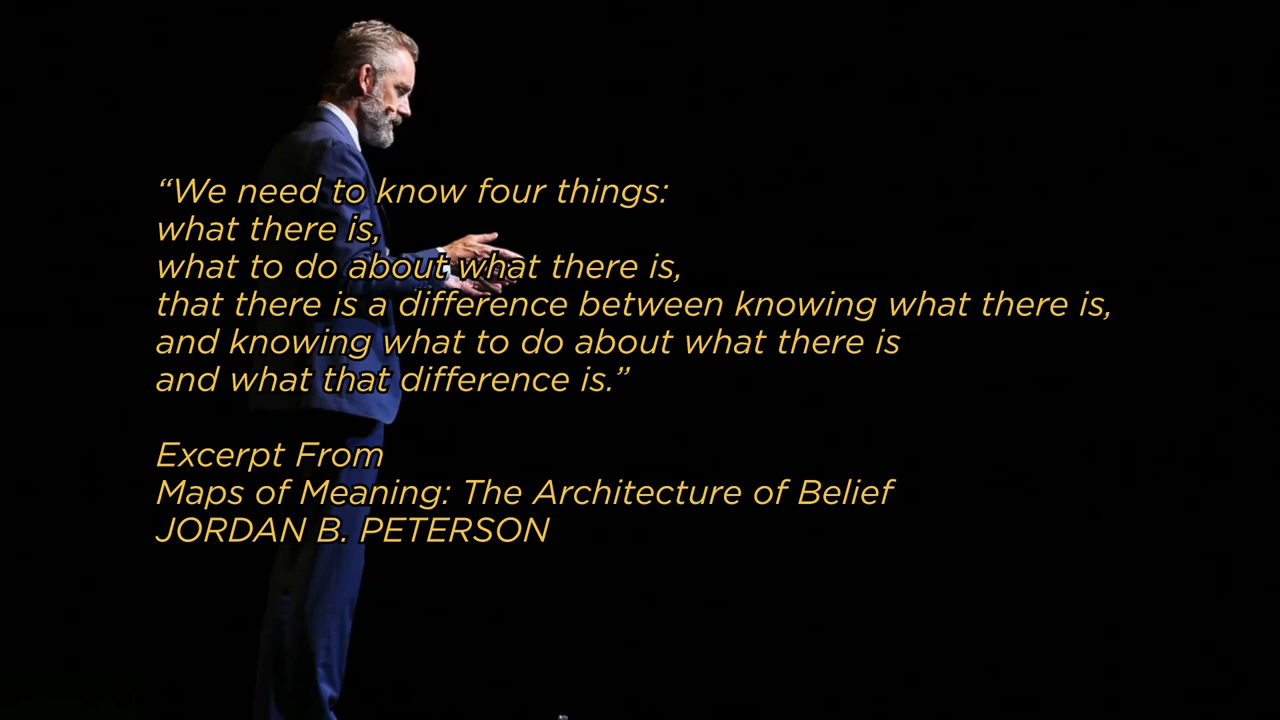 “We need to know four things:
what there is,
what to do about what there is,
that there is a difference between knowing what there is,
and knowing what to do about what there is
and what that difference is.”
Excerpt From
Maps of Meaning: The Architecture of Belief
JORDAN B. PETERSON